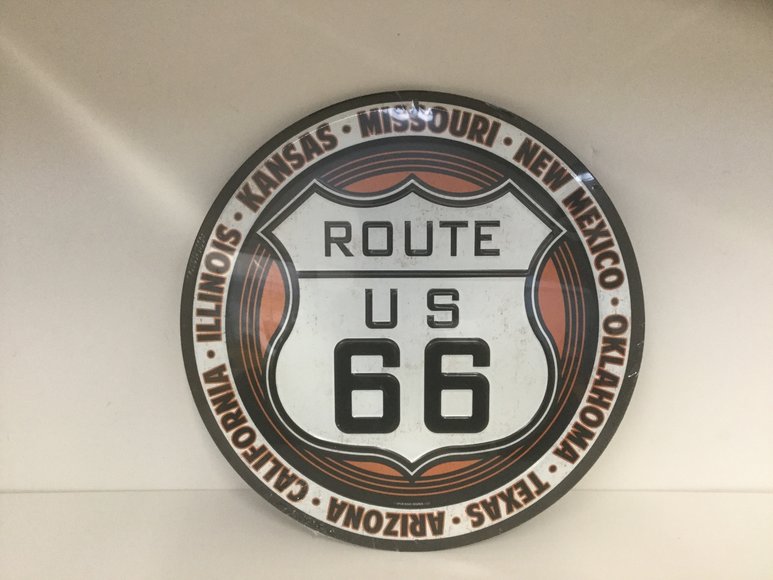 ILLINOIS • KANSAS • MISSOURI • NEW MEXICO • OKLAHOMA • TEXAS • ARIZONA • CALIFORNIA •
ROUTE
US
66